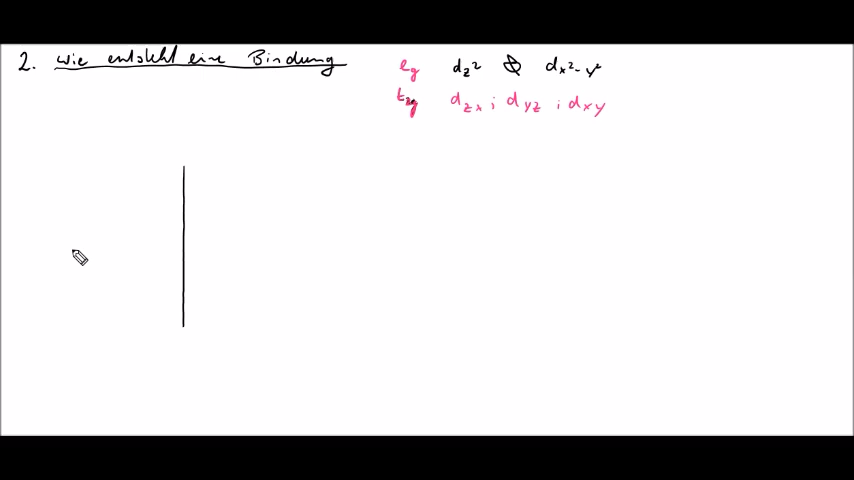 2. wie entsteht eine Bindung
eg dz² & dx²-y²
t2g dzx ; dyz ; dxy